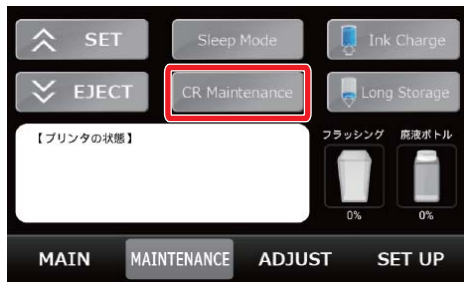 SET
Sleep Mode
Ink Charge
EJECT
CR Maintenance
Long Storage
【プリンタの状態】
フラッシング
廃液ボトル
0%
0%
MAIN
MAINTENANCE
ADJUST
SET UP